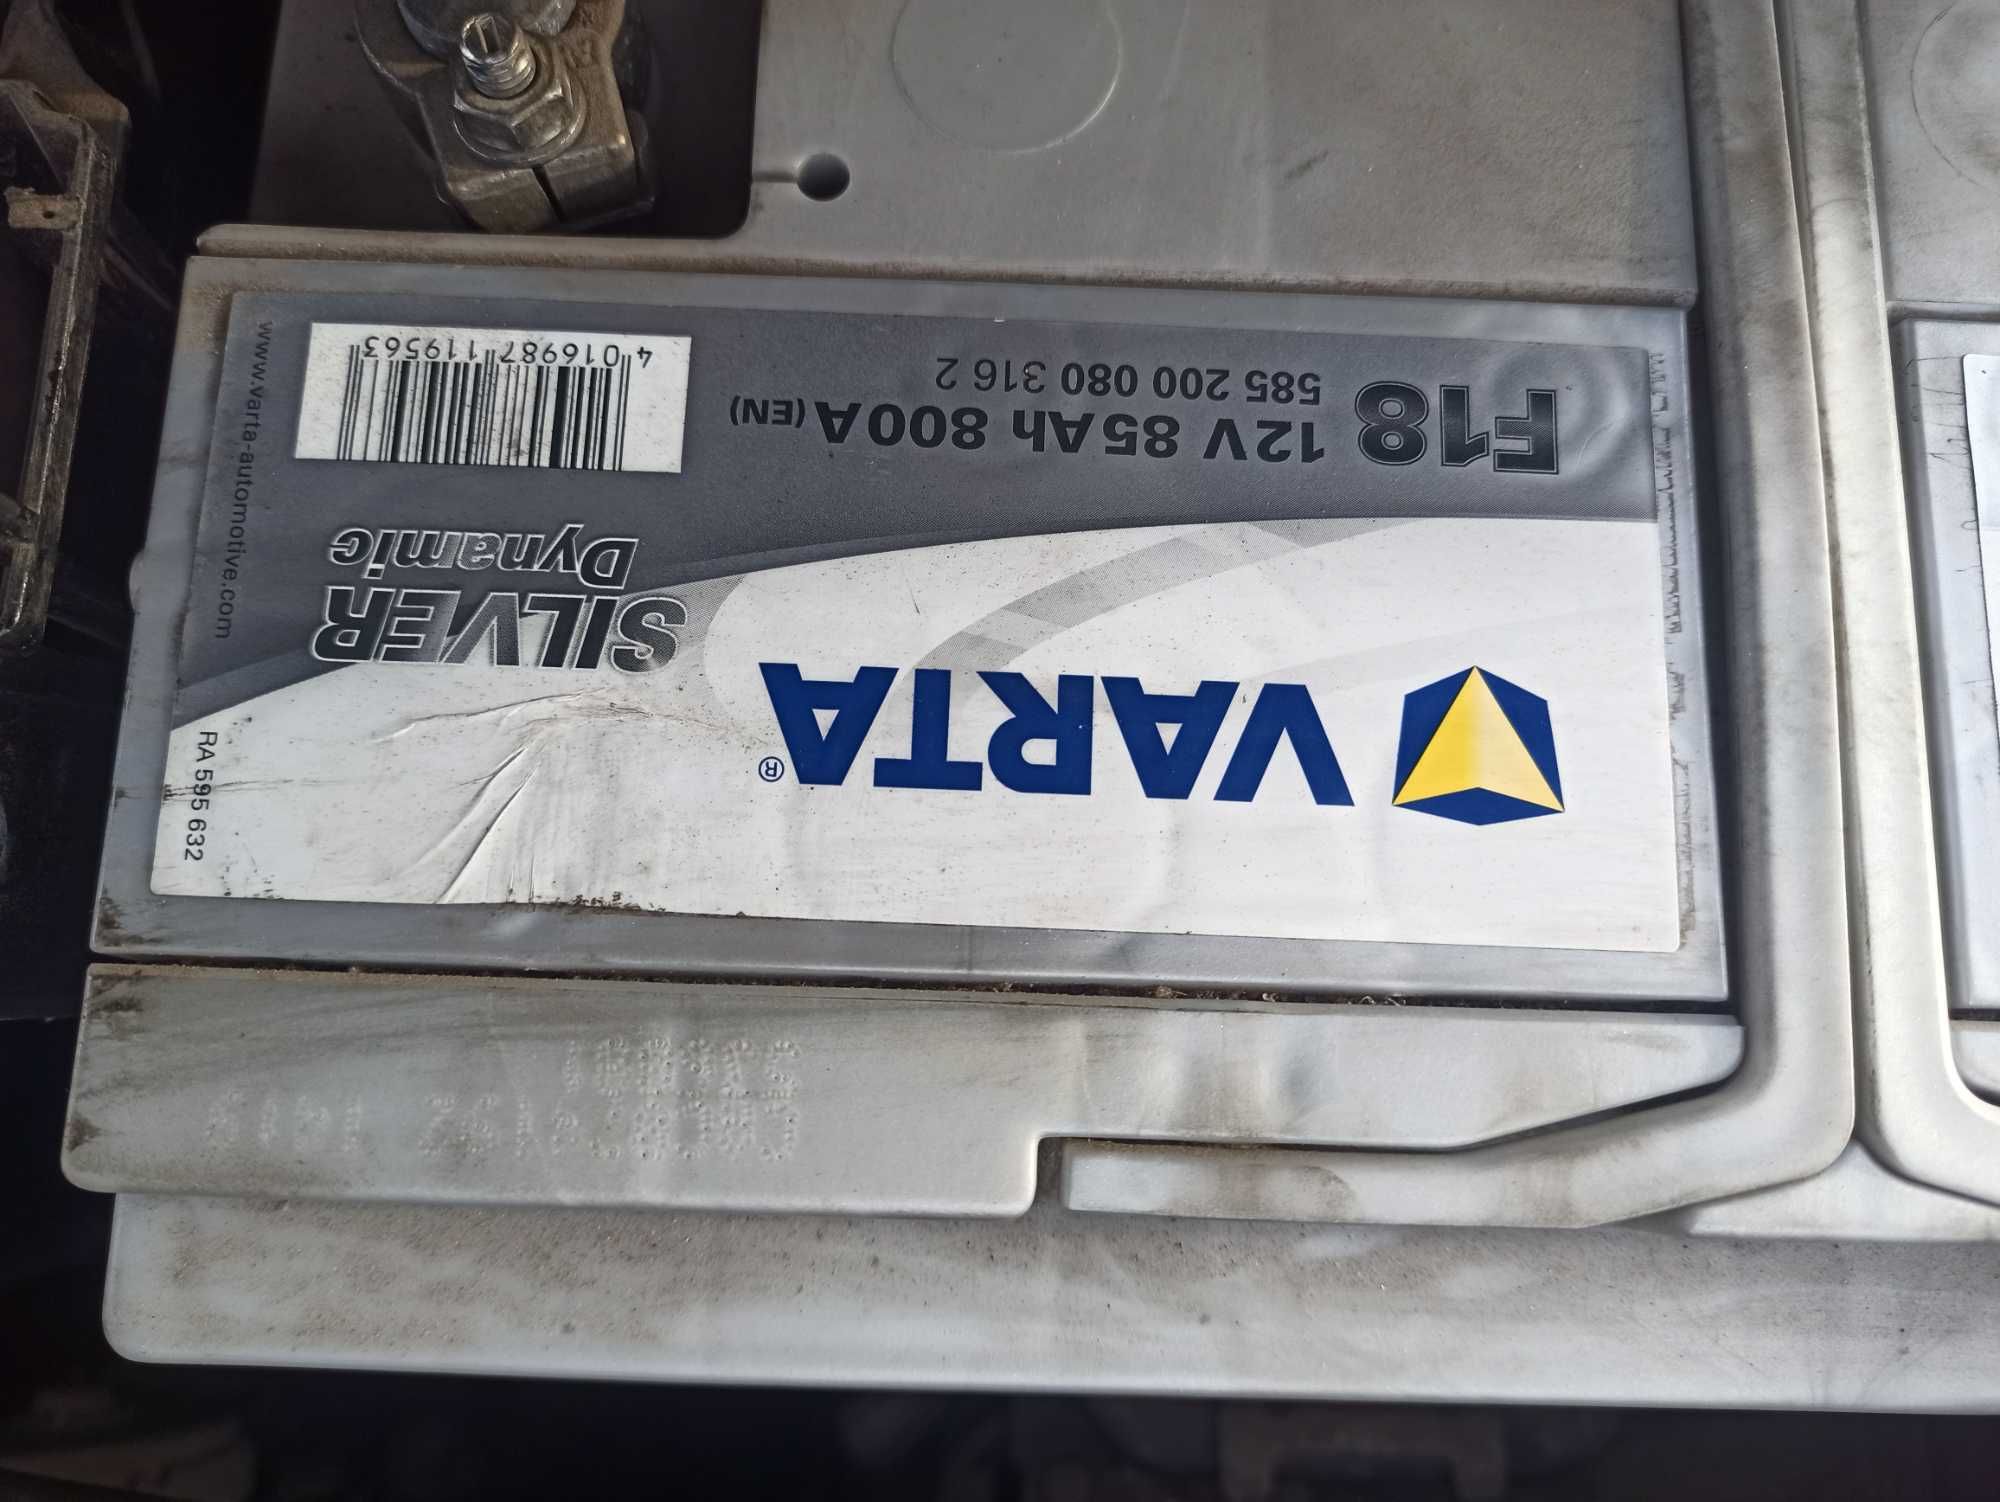 VARTA®
SILVER
Dynamic
F18 12V 85Ah 800A (EN)
585 200 080 316 2
4 016987 119563
www.varta-automotive.com
RA 595 632